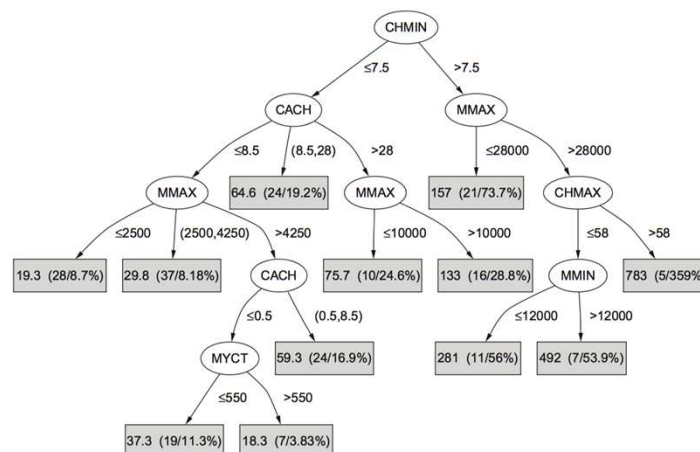 CHMIN
≤7.5 >7.5
CACH MMAX
≤8.5 (8.5,28] >28 ≤28000 >28000
MMAX 64.6 (24/19.2%) MMAX 157 (21/73.7%) CHMAX
≤2500 (2500,4250] >4250 ≤10000 >10000 ≤58 >58
19.3 (28/8.7%) 29.8 (37/8.18%) CACH 75.7 (10/24.6%) 133 (16/28.8%) MMIN 783 (5/359%
≤0.5 (0.5,8.5] ≤12000 >12000
MYCT 59.3 (24/16.9%) 281 (11/56%) 492 (7/53.9%)
≤550 >550
37.3 (19/11.3%) 18.3 (7/3.83%)